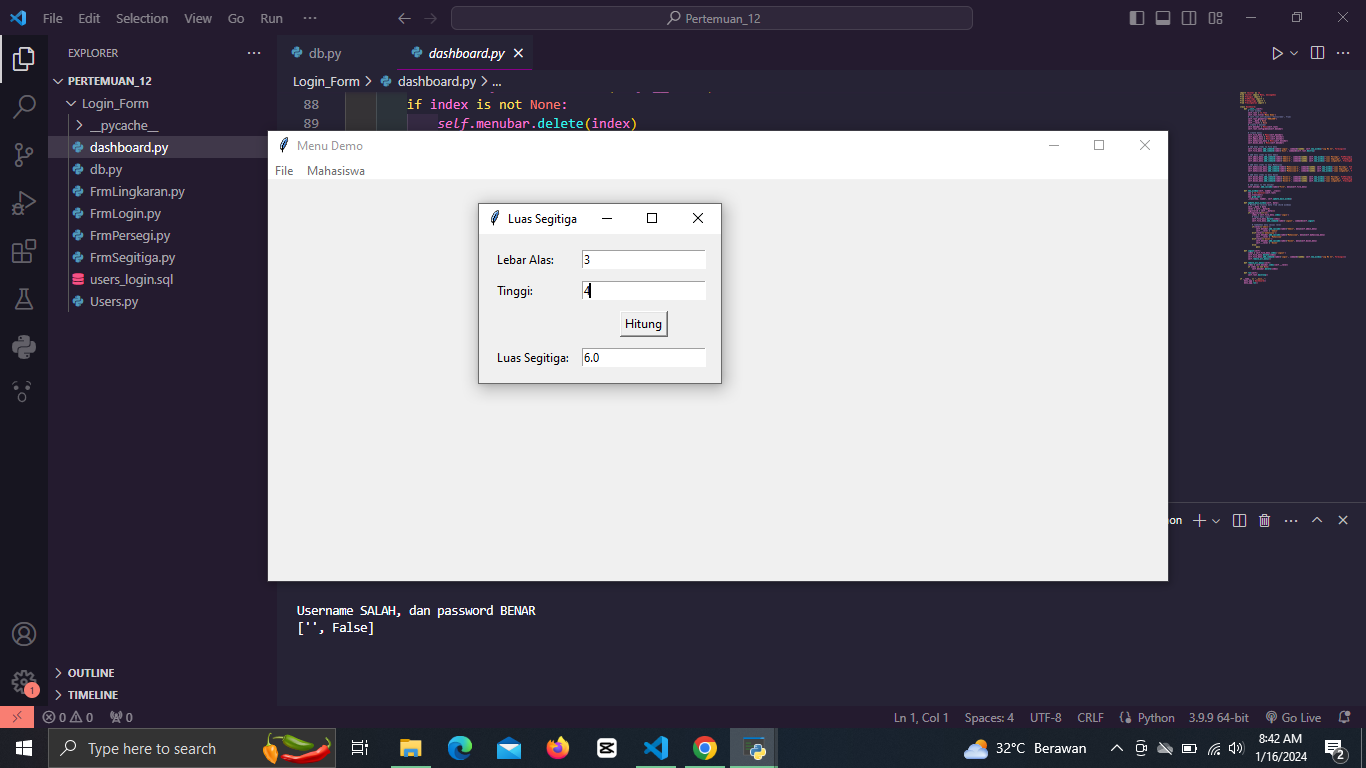 File Edit Selection View Go Run ··· Pertemuan_12
EXPLORER ···
PERTEMUAN_12
Login_Form
__pycache__
dashboard.py
db.py
FrmLingkaran.py
FrmLogin.py
FrmPersegi.py
FrmSegitiga.py
users_login.sql
Users.py
OUTLINE
TIMELINE
db.py dashboard.py
Login_Form > dashboard.py > ...
88 if index is not None:
89 self.menubar.delete(index)
Menu Demo
File Mahasiswa
Luas Segitiga
Lebar Alas: 3
Tinggi: 4
Hitung
Luas Segitiga: 6.0
Username SALAH, dan password BENAR
['', False]
1
0 0 0 Ln 1, Col 1 Spaces: 4 UTF-8 CRLF Python 3.9.9 64-bit Go Live
Type here to search 32°C Berawan 8:42 AM
1/16/2024 2